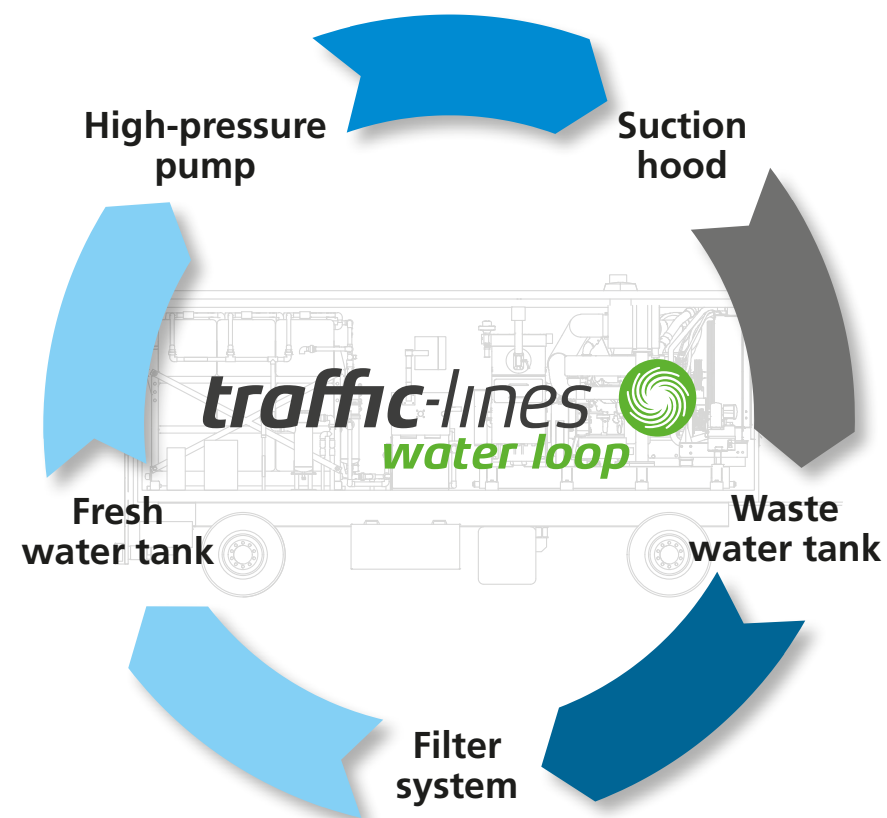 High-pressure
pump
Suction
hood
traffic-lines
water loop
Fresh
water tank
Waste
water tank
Filter
system